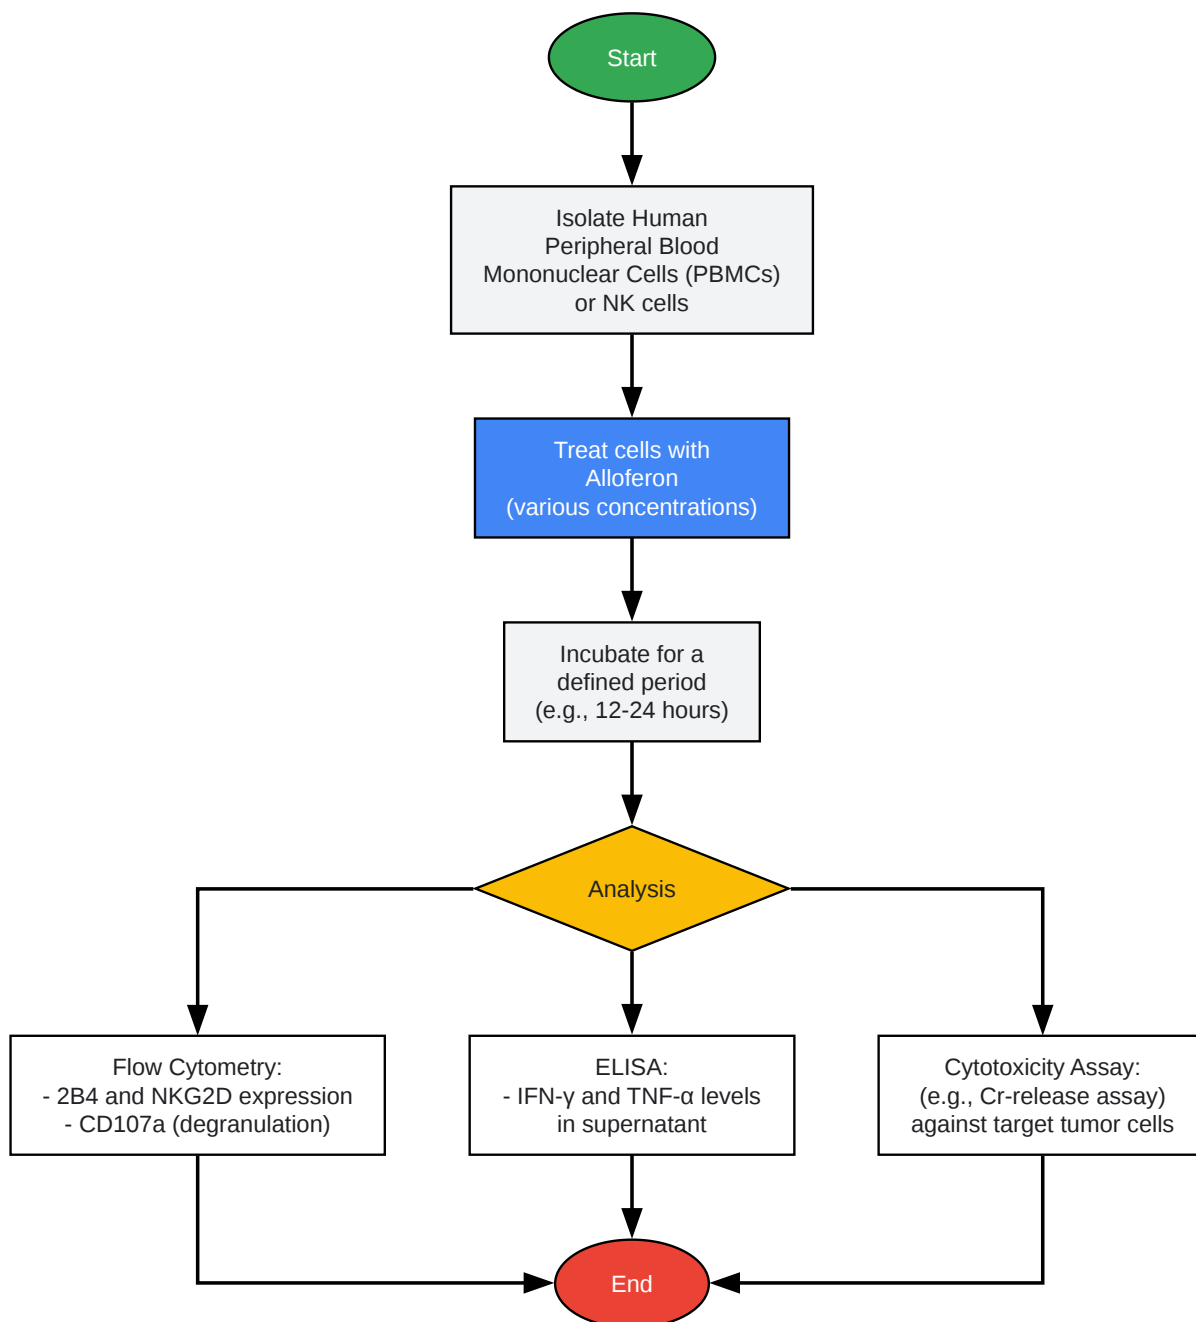 Start
Isolate Human
Peripheral Blood
Mononuclear Cells (PBMCs)
or NK cells
Treat cells with
Alloferon
(various concentrations)
Incubate for a
defined period
(e.g., 12-24 hours)
Analysis
Flow Cytometry:
- 2B4 and NKG2D expression
- CD107a (degranulation)
ELISA:
- IFN-γ and TNF-α levels
in supernatant
Cytotoxicity Assay:
(e.g., Cr-release assay)
against target tumor cells
End